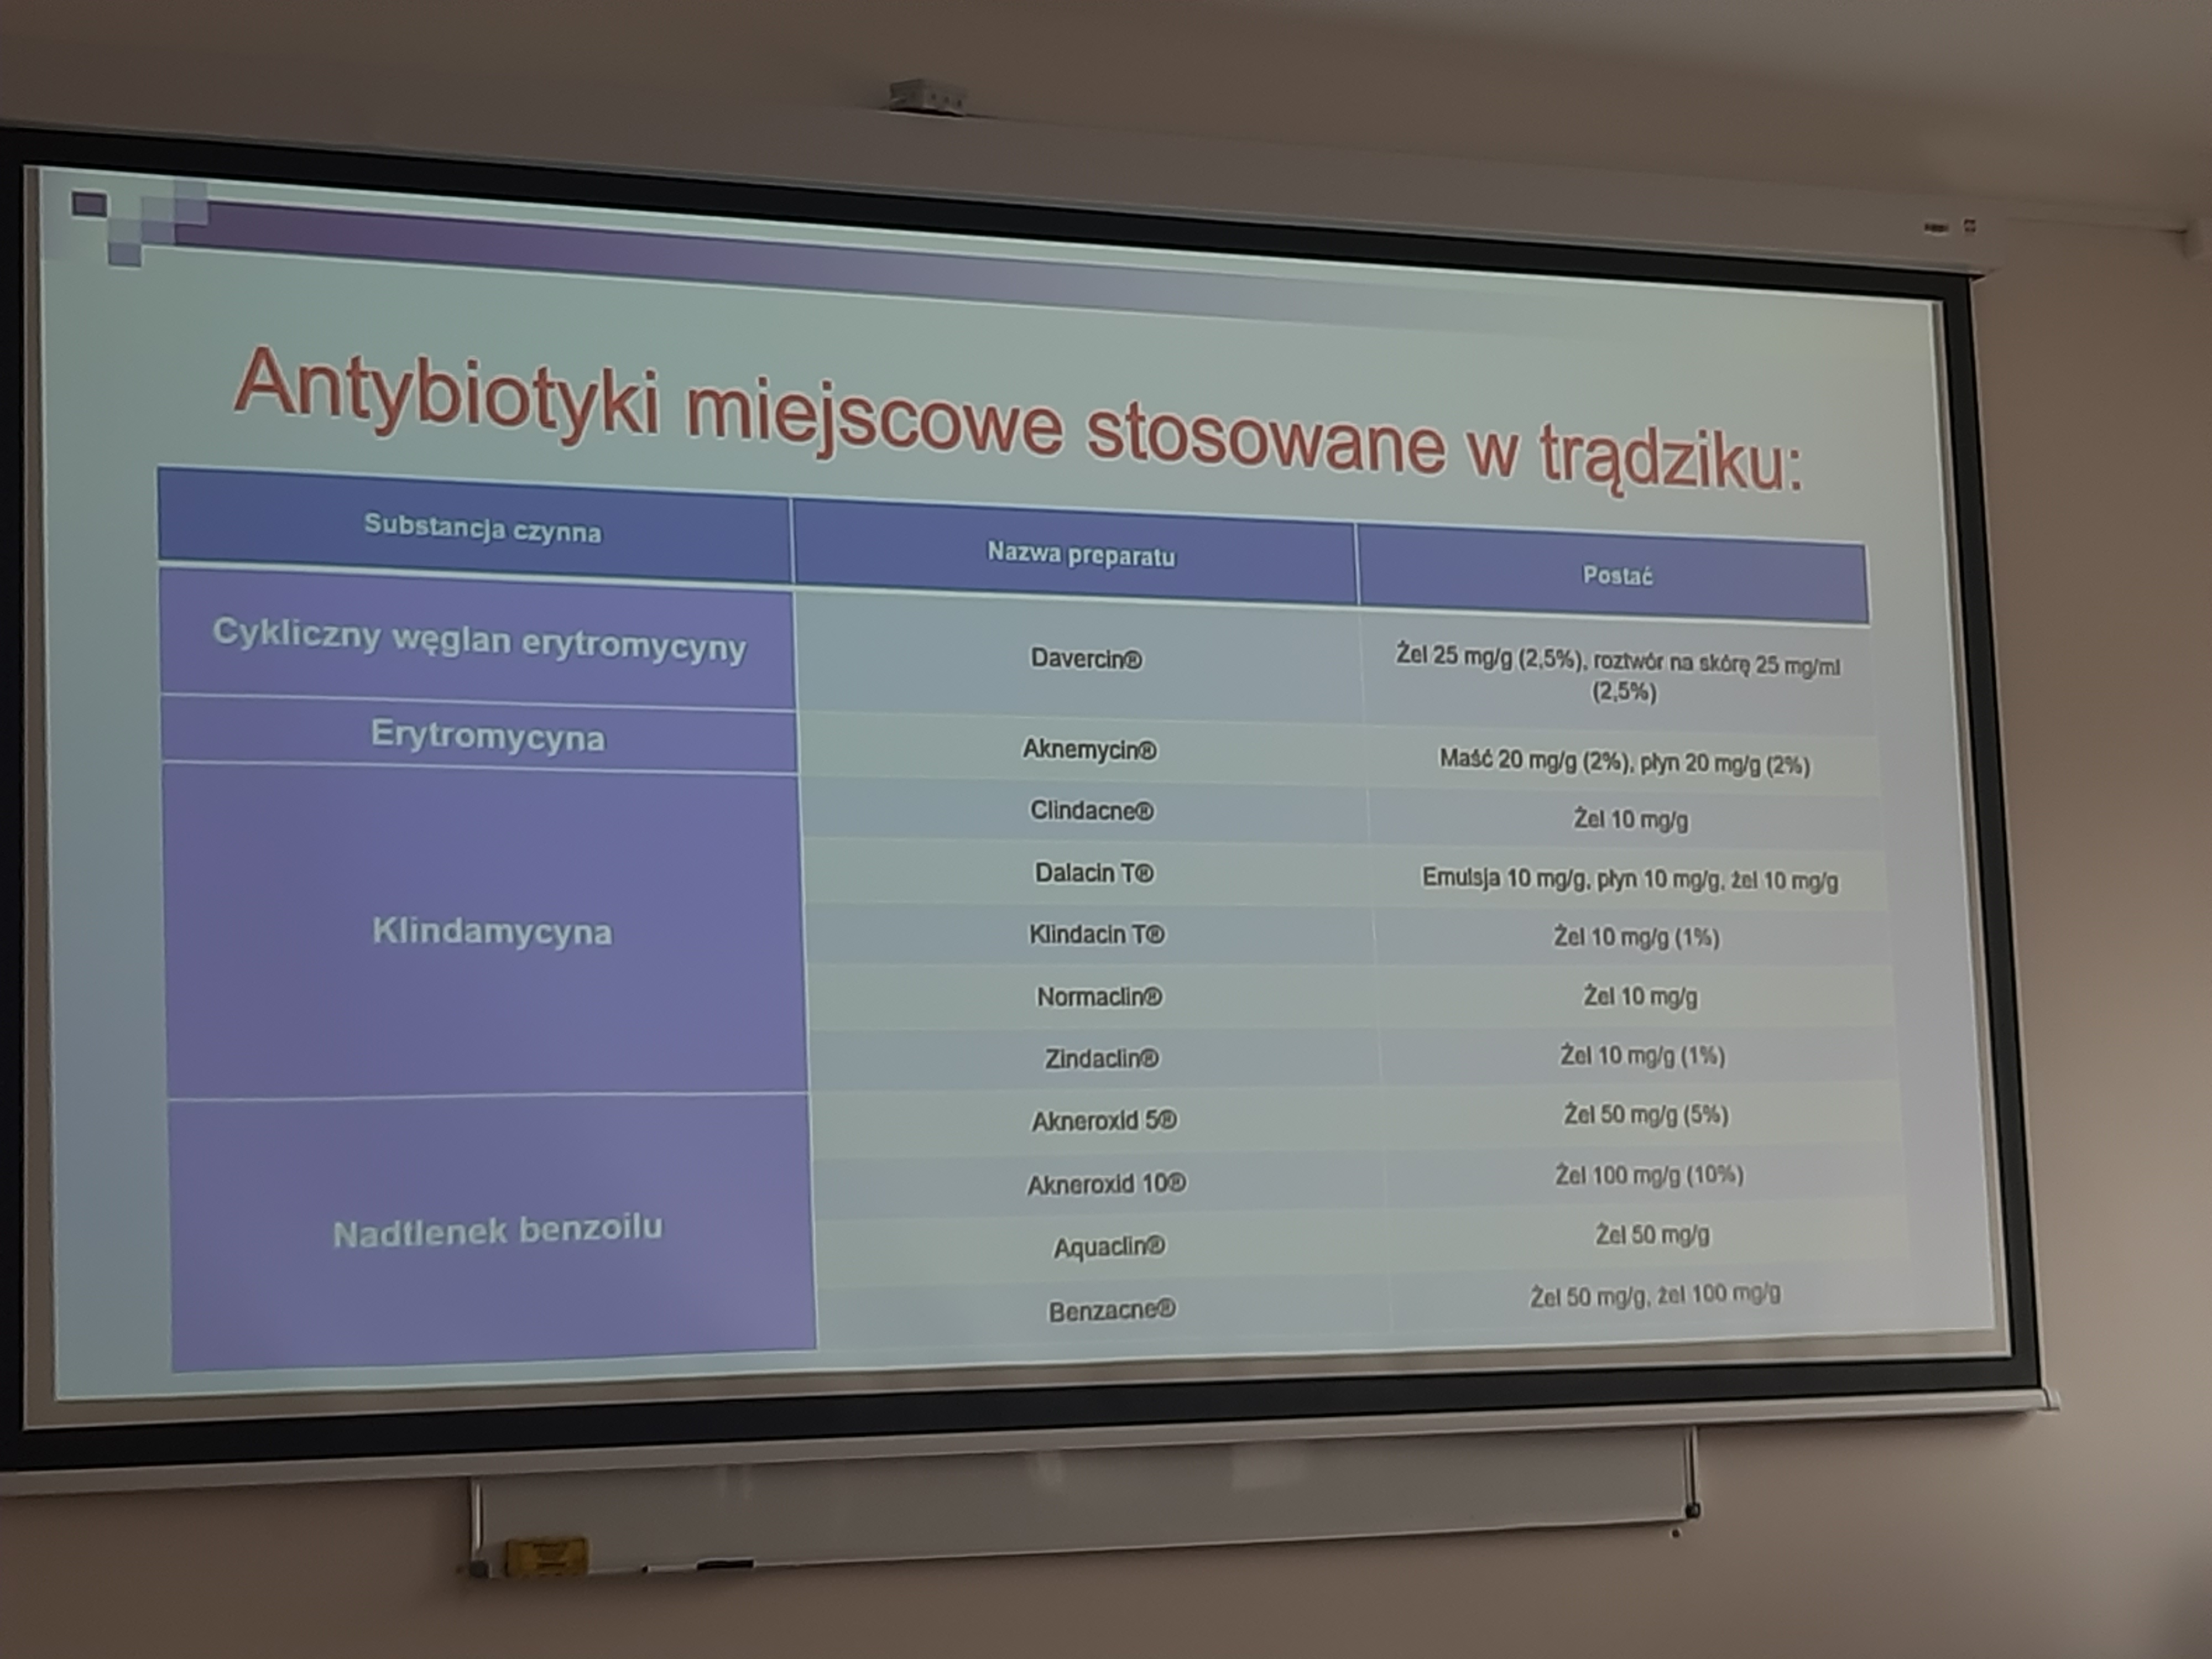 Antybiotyki miejscowe stosowane w trądziku:
Substancja czynna
Nazwa preparatu
Postać
Cykliczny węglan erytromycyny
Davercin®
Żel 25 mg/g (2,5%), roztwór na skórę 25 mg/ml
(2,5%)
Erytromycyna
Aknemycin®
Maść 20 mg/g (2%), płyn 20 mg/g (2%)
Klindamycyna
Clindacne®
Żel 10 mg/g
Dalacin T®
Emulsja 10 mg/g, płyn 10 mg/g, żel 10 mg/g
Klindacin T®
Żel 10 mg/g (1%)
Normaclin®
Żel 10 mg/g
Zindaclin®
Żel 10 mg/g (1%)
Nadtlenek benzoilu
Akneroxid 5®
Żel 50 mg/g (5%)
Akneroxid 10®
Żel 100 mg/g (10%)
Aquaclin®
Żel 50 mg/g
Benzacne®
Żel 50 mg/g, żel 100 mg/g